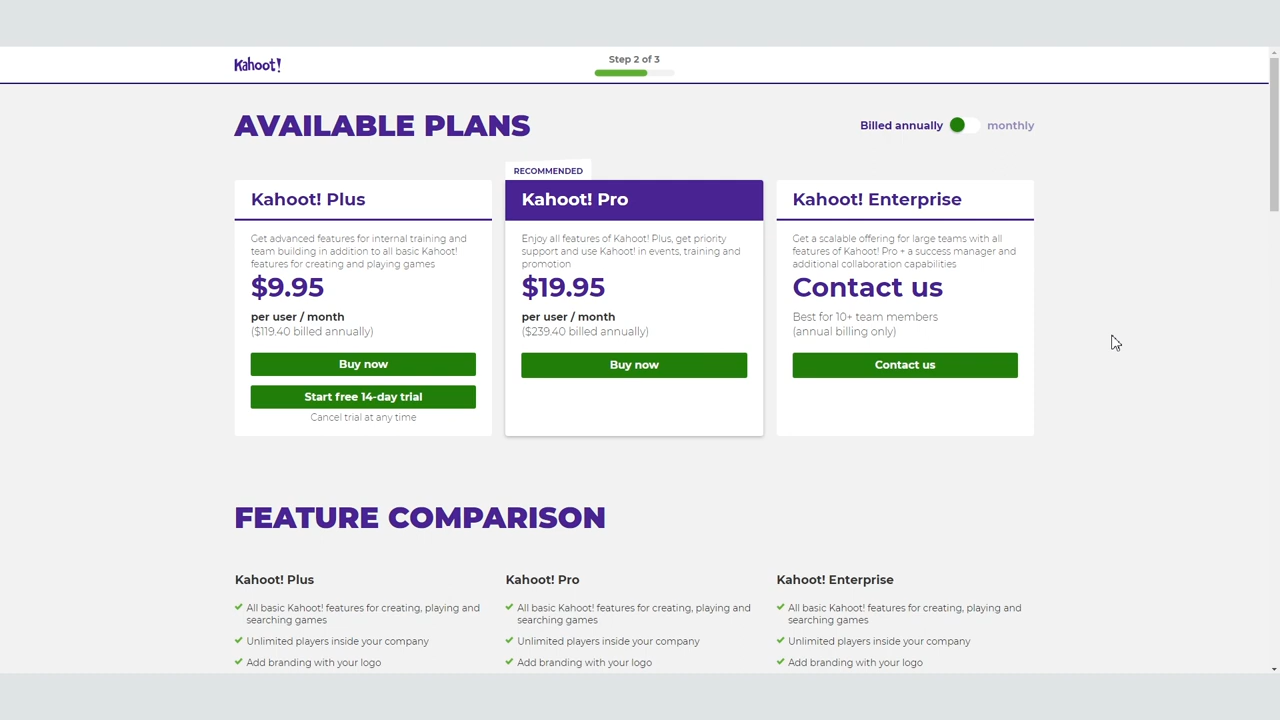 Kahoot!
Step 2 of 3
AVAILABLE PLANS
Billed annually
monthly
RECOMMENDED
Kahoot! Plus
Get advanced features for internal training and
team building in addition to all basic Kahoot!
features for creating and playing games
$9.95
per user / month
($119.40 billed annually)
Buy now
Start free 14-day trial
Cancel trial at any time
Kahoot! Pro
Enjoy all features of Kahoot! Plus, get priority
support and use Kahoot! in events, training and
promotion
$19.95
per user / month
($239.40 billed annually)
Buy now
Kahoot! Enterprise
Get a scalable offering for large teams with all
features of Kahoot! Pro + a success manager and
additional collaboration capabilities
Contact us
Best for 10+ team members
(annual billing only)
Contact us
FEATURE COMPARISON
Kahoot! Plus
All basic Kahoot! features for creating, playing and
searching games
Unlimited players inside your company
Add branding with your logo
Kahoot! Pro
All basic Kahoot! features for creating, playing and
searching games
Unlimited players inside your company
Add branding with your logo
Kahoot! Enterprise
All basic Kahoot! features for creating, playing and
searching games
Unlimited players inside your company
Add branding with your logo